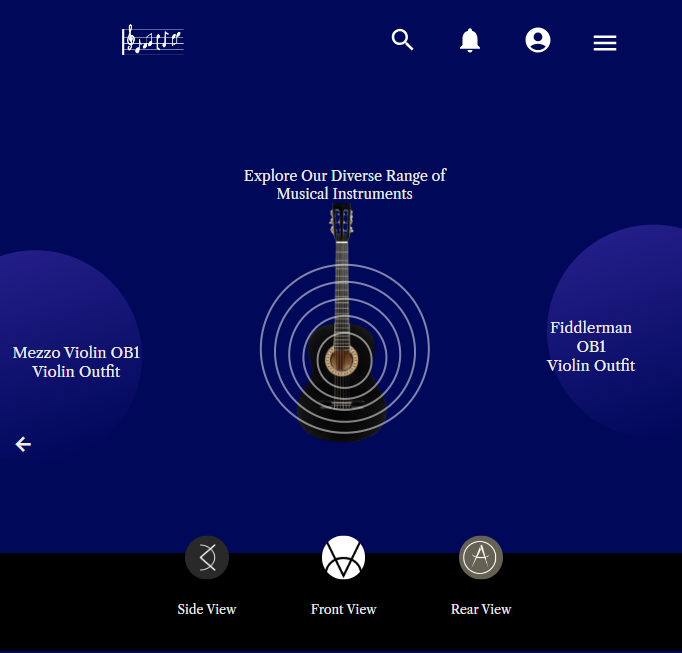 Explore Our Diverse Range of
Musical Instruments
Mezzo Violin OB1
Violin Outfit
Fiddlerman
OB1
Violin Outfit
Side View
Front View
Rear View